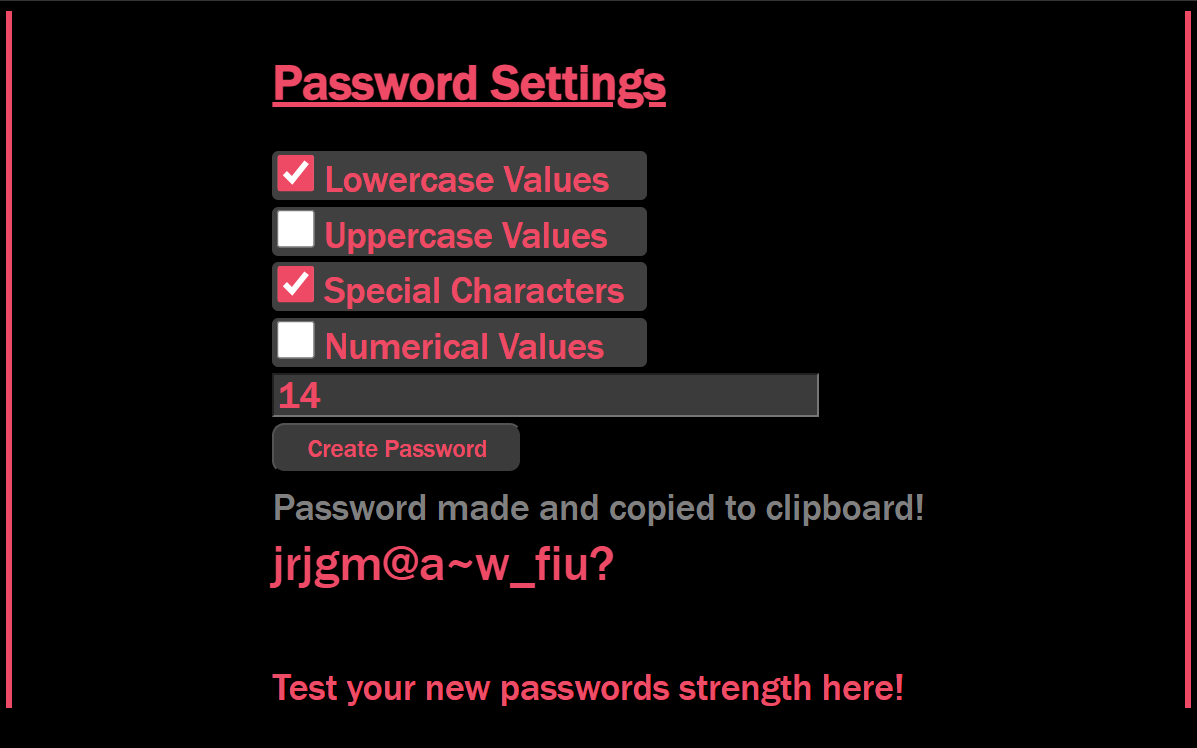 Password Settings
Lowercase Values
Uppercase Values
Special Characters
Numerical Values
14
Create Password
Password made and copied to clipboard!
jrjgm@a~w_fiu?
Test your new passwords strength here!